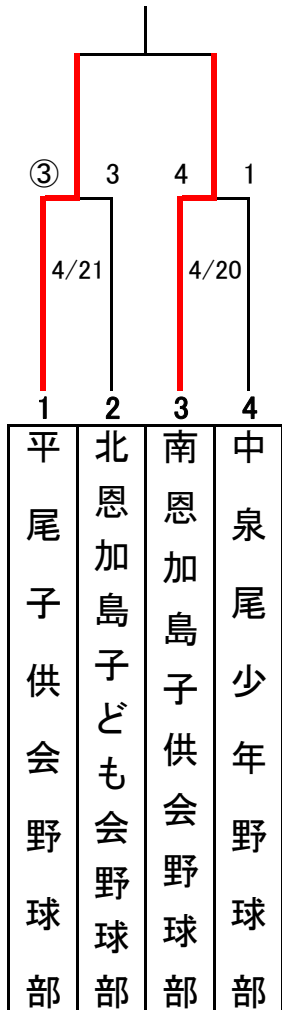 ③ 3 4 1
4/21 4/20
1 2 3 4
平尾子供会野球部
北恩加島子ども会野球部
南恩加島子供会野球部
中泉尾少年野球部